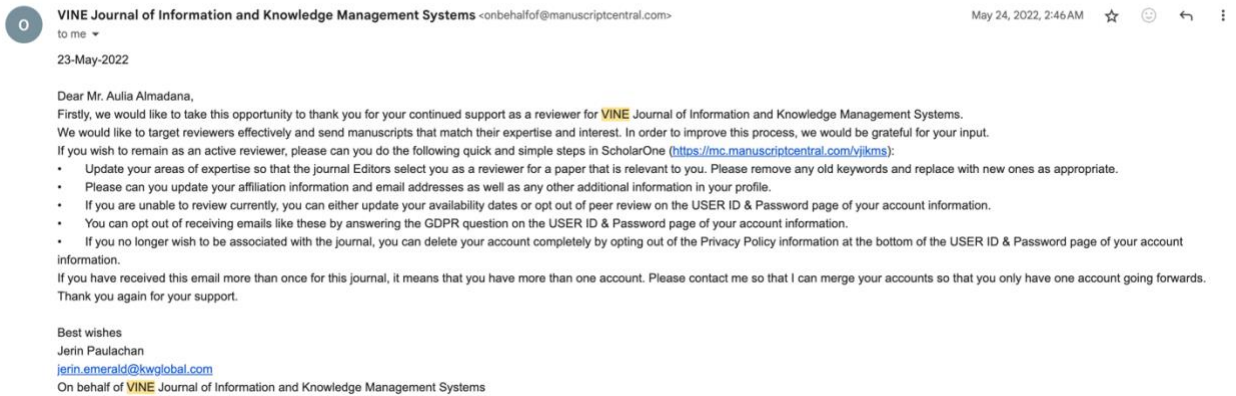 O
VINE Journal of Information and Knowledge Management Systems <onbehalfof@manuscriptcentral.com>
May 24, 2022, 2:46 AM
to me
23-May-2022
Dear Mr. Aulia Almadana,
Firstly, we would like to take this opportunity to thank you for your continued support as a reviewer for VINE Journal of Information and Knowledge Management Systems.
We would like to target reviewers effectively and send manuscripts that match their expertise and interest. In order to improve this process, we would be grateful for your input.
If you wish to remain as an active reviewer, please can you do the following quick and simple steps in ScholarOne (https://mc.manuscriptcentral.com/vjikms):
• Update your areas of expertise so that the journal Editors select you as a reviewer for a paper that is relevant to you. Please remove any old keywords and replace with new ones as appropriate.
• Please can you update your affiliation information and email addresses as well as any other additional information in your profile.
• If you are unable to review currently, you can either update your availability dates or opt out of peer review on the USER ID & Password page of your account information.
• You can opt out of receiving emails like these by answering the GDPR question on the USER ID & Password page of your account information.
• If you no longer wish to be associated with the journal, you can delete your account completely by opting out of the Privacy Policy information at the bottom of the USER ID & Password page of your account
information.
If you have received this email more than once for this journal, it means that you have more than one account. Please contact me so that I can merge your accounts so that you only have one account going forwards.
Thank you again for your support.
Best wishes
Jerin Paulachan
jerin.emerald@kwglobal.com
On behalf of VINE Journal of Information and Knowledge Management Systems